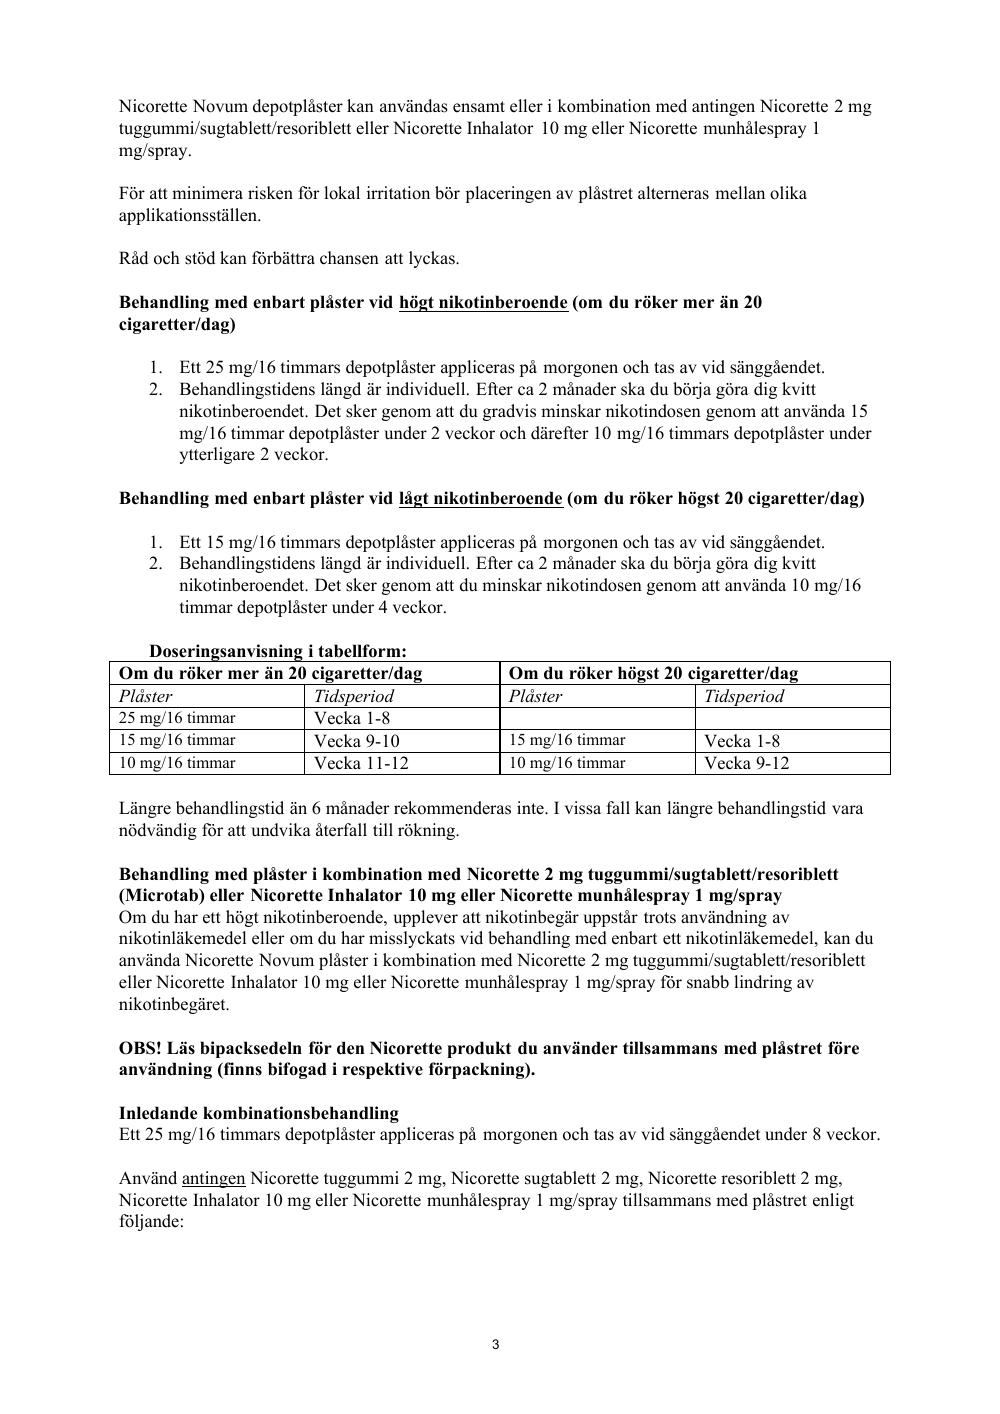 Nicorette Novum depotplåster kan användas ensamt eller i kombination med antingen Nicorette 2 mg
tuggummi/sugtablett/resoriblett eller Nicorette Inhalator 10 mg eller Nicorette munhålespray 1
mg/spray.
För att minimera risken för lokal irritation bör placeringen av plåstret alterneras mellan olika
applikationsställen.
Råd och stöd kan förbättra chansen att lyckas.
Behandling med enbart plåster vid högt nikotinberoende (om du röker mer än 20
cigaretter/dag)
1. Ett 25 mg/16 timmars depotplåster appliceras på morgonen och tas av vid sänggåendet.
2. Behandlingstidens längd är individuell. Efter ca 2 månader ska du börja göra dig kvitt
nikotinberoendet. Det sker genom att du gradvis minskar nikotindosen genom att använda 15
mg/16 timmar depotplåster under 2 veckor och därefter 10 mg/16 timmars depotplåster under
ytterligare 2 veckor.
Behandling med enbart plåster vid lågt nikotinberoende (om du röker högst 20 cigaretter/dag)
1. Ett 15 mg/16 timmars depotplåster appliceras på morgonen och tas av vid sänggåendet.
2. Behandlingstidens längd är individuell. Efter ca 2 månader ska du börja göra dig kvitt
nikotinberoendet. Det sker genom att du minskar nikotindosen genom att använda 10 mg/16
timmar depotplåster under 4 veckor.
Doseringsanvisning i tabellform:
Om du röker mer än 20 cigaretter/dag Om du röker högst 20 cigaretter/dag
Plåster Tidsperiod Plåster Tidsperiod
25 mg/16 timmar Vecka 1-8
15 mg/16 timmar Vecka 9-10 15 mg/16 timmar Vecka 1-8
10 mg/16 timmar Vecka 11-12 10 mg/16 timmar Vecka 9-12
Längre behandlingstid än 6 månader rekommenderas inte. I vissa fall kan längre behandlingstid vara
nödvändig för att undvika återfall till rökning.
Behandling med plåster i kombination med Nicorette 2 mg tuggummi/sugtablett/resoriblett
(Microtab) eller Nicorette Inhalator 10 mg eller Nicorette munhålespray 1 mg/spray
Om du har ett högt nikotinberoende, upplever att nikotinbegär uppstår trots användning av
nikotinläkemedel eller om du har misslyckats vid behandling med enbart ett nikotinläkemedel, kan du
använda Nicorette Novum plåster i kombination med Nicorette 2 mg tuggummi/sugtablett/resoriblett
eller Nicorette Inhalator 10 mg eller Nicorette munhålespray 1 mg/spray för snabb lindring av
nikotinbegäret.
OBS! Läs bipacksedeln för den Nicorette produkt du använder tillsammans med plåstret före
användning (finns bifogad i respektive förpackning).
Inledande kombinationsbehandling
Ett 25 mg/16 timmars depotplåster appliceras på morgonen och tas av vid sänggåendet under 8 veckor.
Använd antingen Nicorette tuggummi 2 mg, Nicorette sugtablett 2 mg, Nicorette resoriblett 2 mg,
Nicorette Inhalator 10 mg eller Nicorette munhålespray 1 mg/spray tillsammans med plåstret enligt
följande:
3